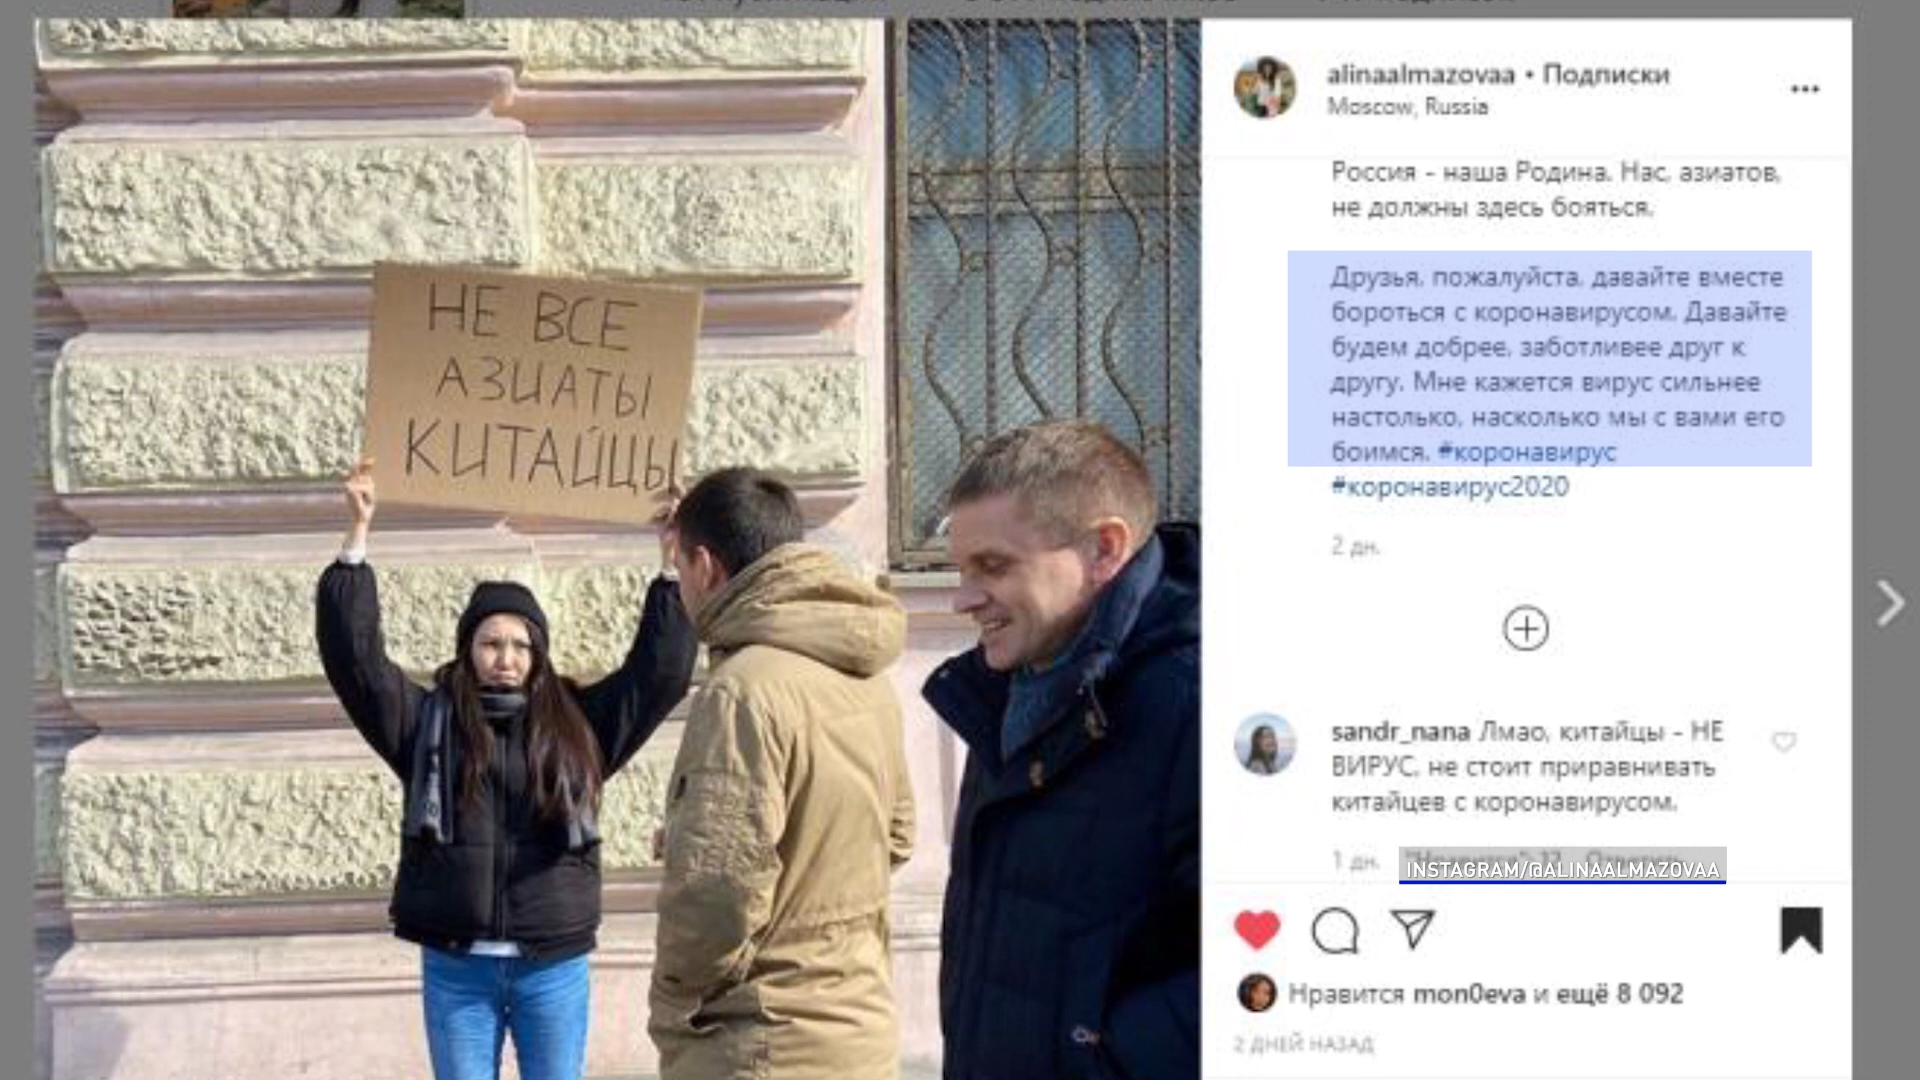 НЕ ВСЕ
АЗИАТЫ
КИТАЙЦЫ
alinaalmazovaa • Подписки
Moscow, Russia
Россия - наша Родина. Нас, азиатов,
не должны здесь бояться.
Друзья, пожалуйста, давайте вместе
бороться с коронавирусом. Давайте
будем добрее, заботливее друг к
другу. Мне кажется вирус сильнее
настолько, насколько мы с вами его
боимся. #коронавирус
#коронавирус2020
2 дн.
sandr_nana Лмао, китайцы - НЕ
ВИРУС, не стоит приравнивать
китайцев с коронавирусом.
1 дн.
INSTAGRAM/@ALINAALMAZOVAA
Нравится mon0eva и ещё 8 092
2 ДНЕЙ НАЗАД